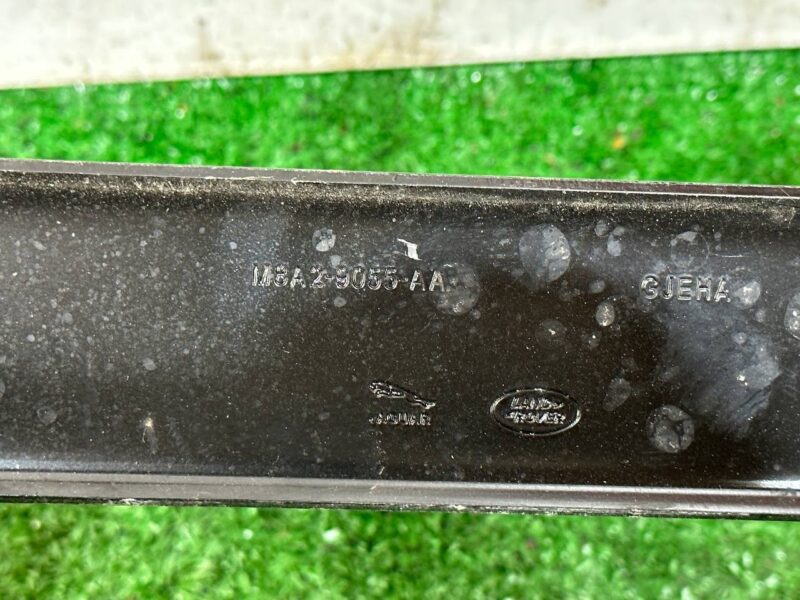 M8A2-9055-AA
GJEHA
JAGUAR
LAND-
ROVER